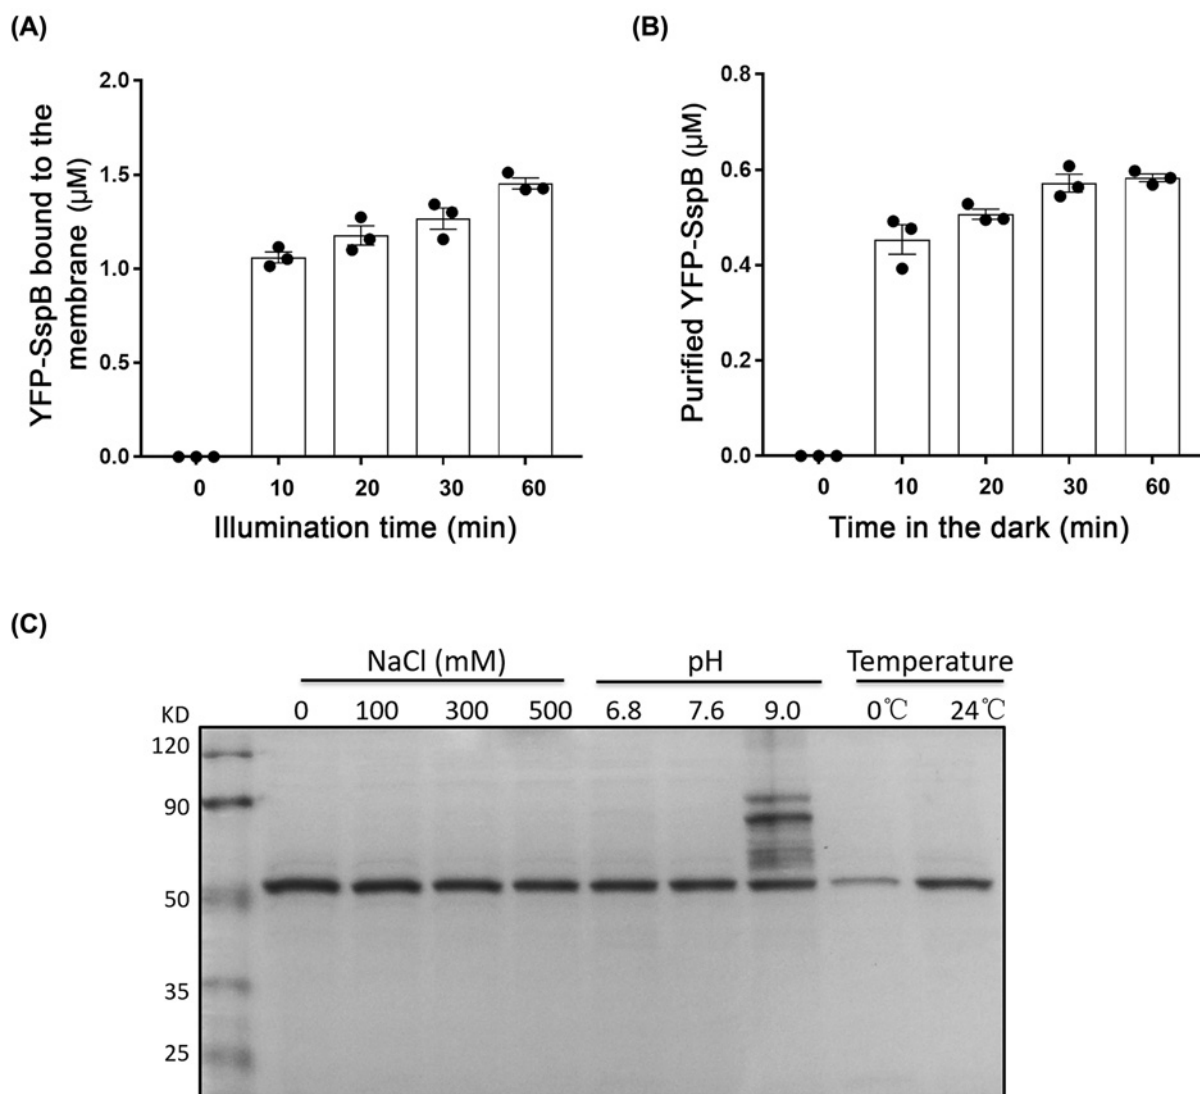 (A)
YFP-SspB bound to the
membrane (μM)
2.0
1.5
1.0
0.5
0.0
0 10 20 30 60
Illumination time (min)
(B)
Purified YFP-SspB (μM)
0.8
0.6
0.4
0.2
0.0
0 10 20 30 60
Time in the dark (min)
(C)
NaCl (mM) pH Temperature
KD 0 100 300 500 6.8 7.6 9.0 0℃ 24℃
120
90
50
35
25